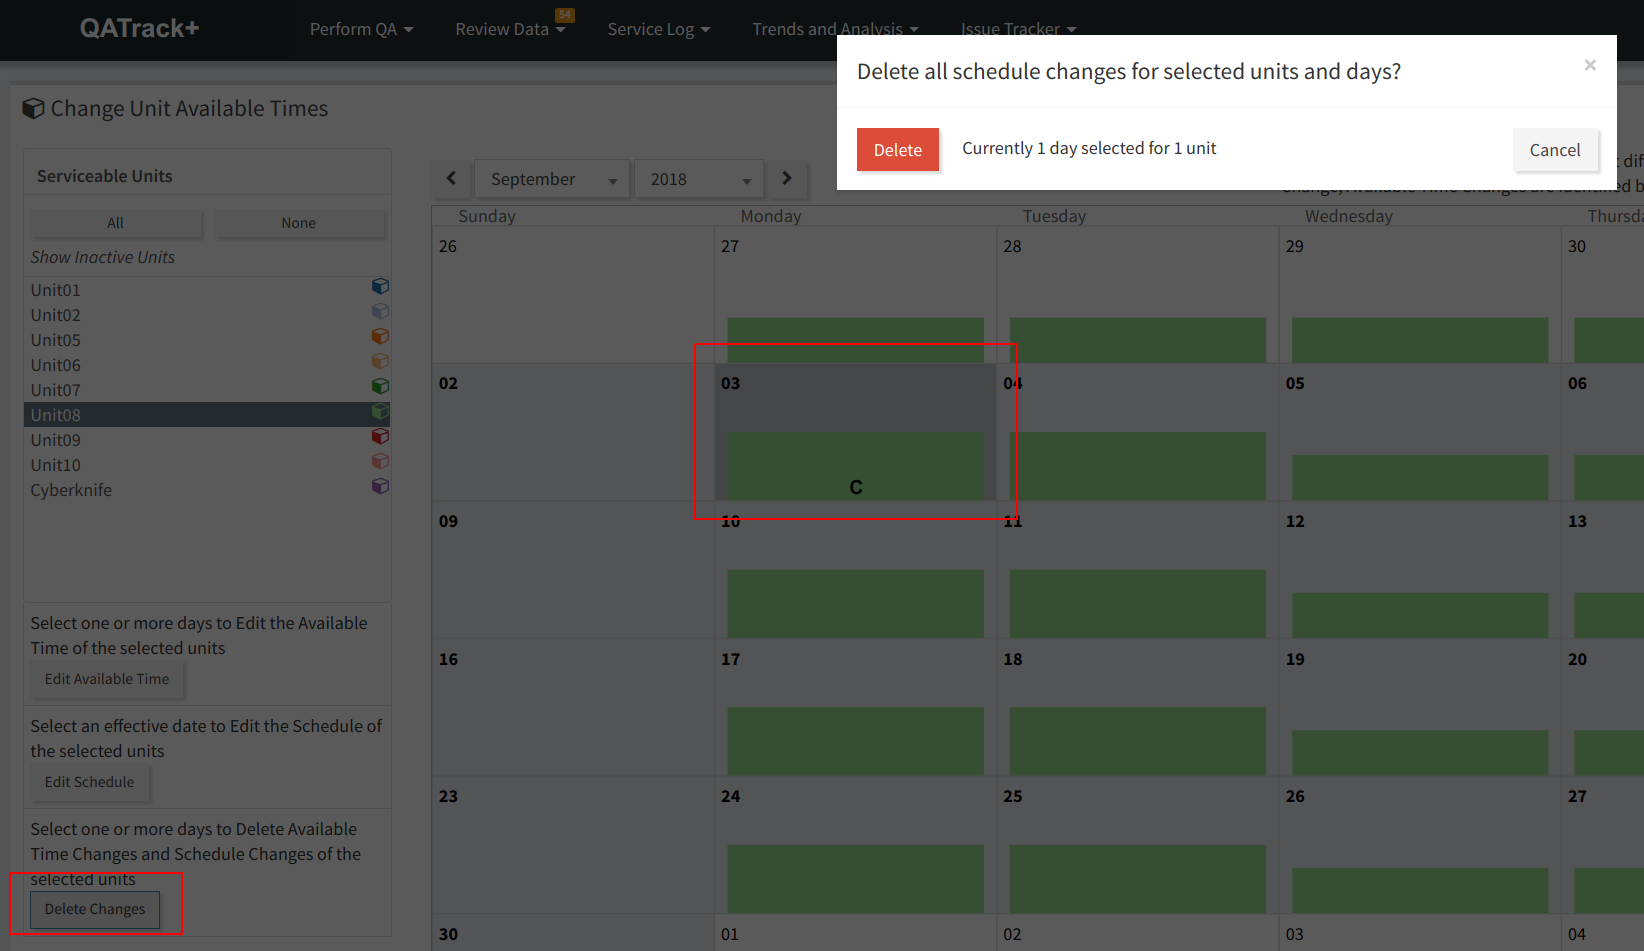 QATrack+
Perform QA
Review Data
54
Service Log
Trends and Analysis
Issue Tracker
Delete all schedule changes for selected units and days?
×
Delete
Currently 1 day selected for 1 unit
Cancel
Change Unit Available Times
Serviceable Units
All
None
Show Inactive Units
Unit01
Unit02
Unit05
Unit06
Unit07
Unit08
Unit09
Unit10
Cyberknife
Select one or more days to Edit the Available
Time of the selected units
Edit Available Time
Select an effective date to Edit the Schedule of
the selected units
Edit Schedule
Select one or more days to Delete Available
Time Changes and Schedule Changes of the
selected units
Delete Changes
September
2018
Sunday Monday Tuesday Wednesday Thursda
26 27 28 29 30
02 03 04 05 06
C
09 10 11 12 13
16 17 18 19 20
23 24 25 26 27
30 01 02 03 04